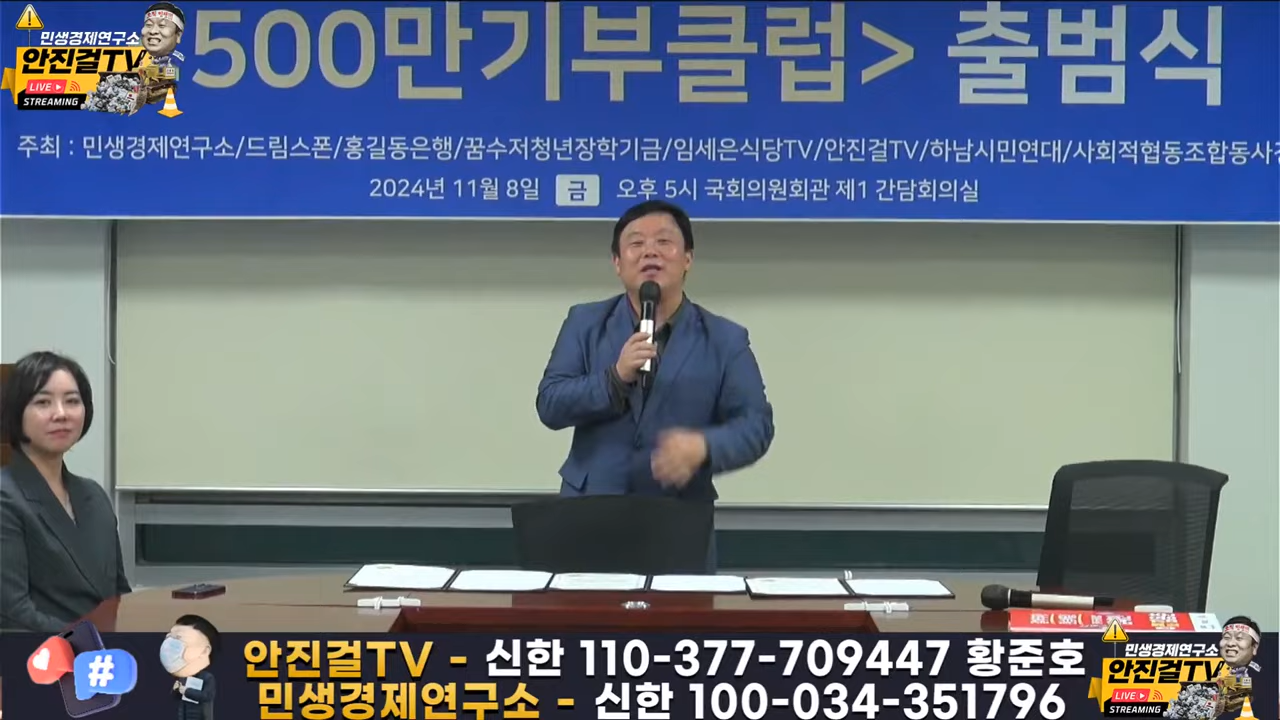 민생경제연구소
안진걸TV
LIVE
STREAMING
500만기부클럽> 출범식
주최 : 민생경제연구소/드림스폰/홍길동은행/꿈수저청년장학기금/임세은식당TV/안진걸TV/하남시민연대/사회적협동조합동사
2024년 11월 8일 금 오후 5시 국회의원회관 제1 간담회의실
#
안진걸TV - 신한 110-377-709447 황준호
민생경제연구소 - 신한 100-034-351796
민생경제연구소
안진걸TV
LIVE
STREAMING